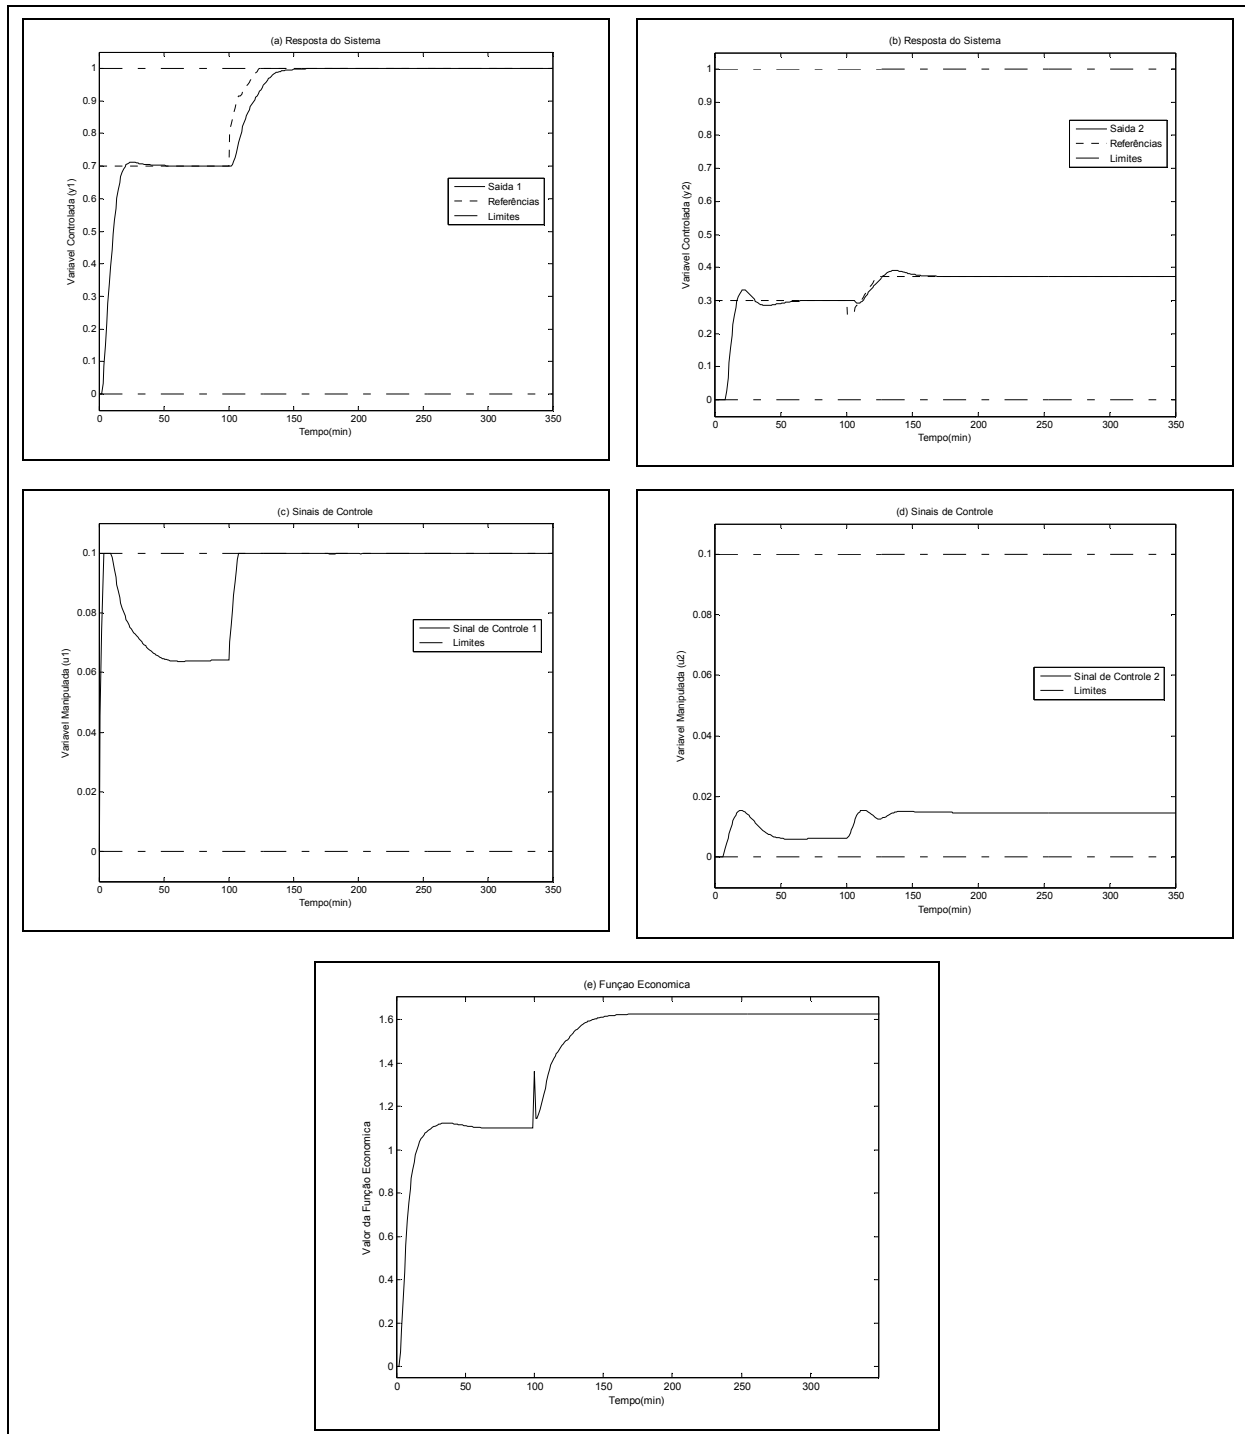 (a) Resposta do Sistema
1
0.9
0.8
0.7
0.6
0.5
0.4
0.3
0.2
0.1
0
Variavel Controlada (y1)
Saida 1
Referências
Limites
0 50 100 150 200 250 300 350
Tempo(min)
(b) Resposta do Sistema
1
0.9
0.8
0.7
0.6
0.5
0.4
0.3
0.2
0.1
0
Variavel Controlada (y2)
Saida 2
Referências
Limites
0 50 100 150 200 250 300 350
Tempo(min)
(c) Sinais de Controle
0.1
0.08
0.06
0.04
0.02
0
Variavel Manipulada (u1)
Sinal de Controle 1
Limites
0 50 100 150 200 250 300 350
Tempo(min)
(d) Sinais de Controle
0.1
0.08
0.06
0.04
0.02
0
Variavel Manipulada (u2)
Sinal de Controle 2
Limites
0 50 100 150 200 250 300 350
Tempo(min)
(e) Funçao Economica
1.6
1.4
1.2
1
0.8
0.6
0.4
0.2
0
Valor da Função Economica
0 50 100 150 200 250 300
Tempo(min)